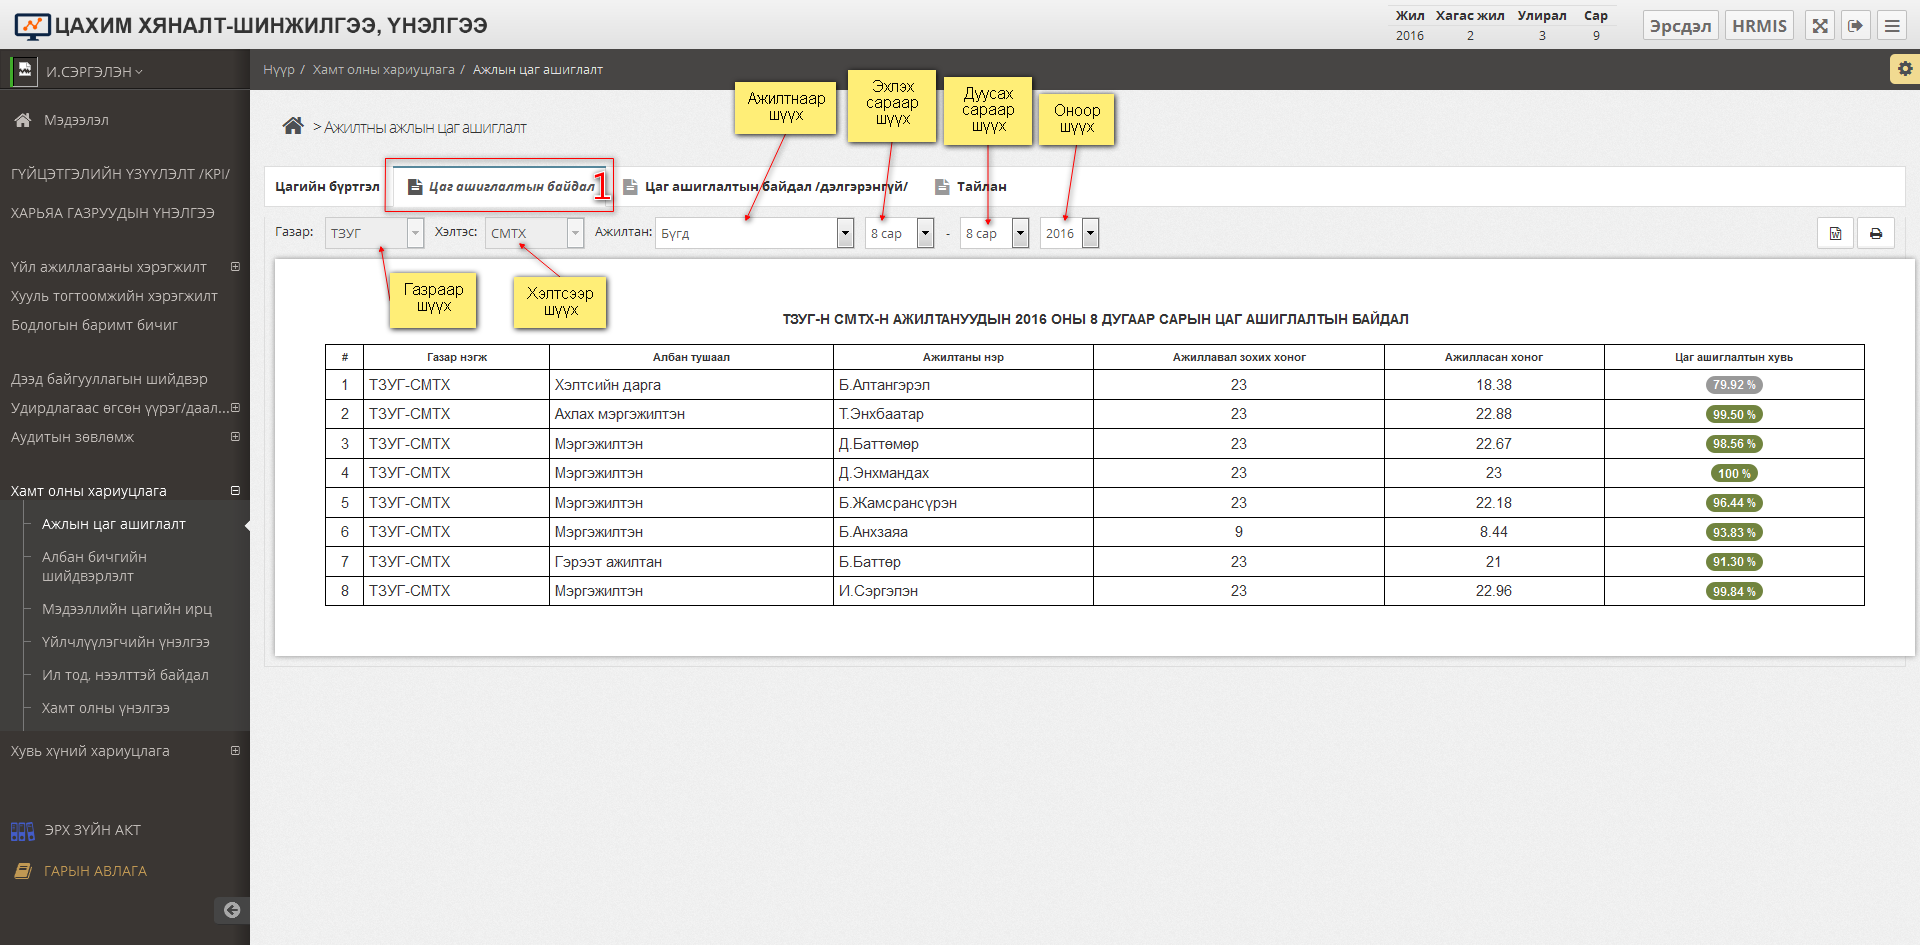 ЦАХИМ ХЯНАЛТ-ШИНЖИЛГЭЭ, ҮНЭЛГЭЭ
Жил Хагас жил Улирал Сар
2016 2 3 9
Эрсдэл HRMIS
И.СЭРГЭЛЭН
Нүүр / Хамт олны хариуцлага / Ажлын цаг ашиглалт
Мэдээлэл
ГҮЙЦЭТГЭЛИЙН ҮЗҮҮЛЭЛТ /KPI/
ХАРЬЯА ГАЗРУУДЫН ҮНЭЛГЭЭ
Үйл ажиллагааны хэрэгжилт
Хууль тогтоомжийн хэрэгжилт
Бодлогын баримт бичиг
Дээд байгууллагын шийдвэр
Удирдлагаас өгсөн үүрэг/даал...
Аудитын зөвлөмж
Хамт олны хариуцлага
Ажлын цаг ашиглалт
Албан бичгийн
шийдвэрлэлт
Мэдээллийн цагийн ирц
Үйлчлүүлэгчийн үнэлгээ
Ил тод, нээлттэй байдал
Хамт олны үнэлгээ
Хувь хүний хариуцлага
ЭРХ ЗҮЙН АКТ
ГАРЫН АВЛАГА
> Ажилтны ажлын цаг ашиглалт
Ажилтнаар
шүүх
Эхлэх
сараар
шүүх
Дуусах
сараар
шүүх
Оноор
шүүх
Цагийн бүртгэл Цаг ашиглалтын байдал 1 Цаг ашиглалтын байдал /дэлгэрэнгүй/ Тайлан
Газар: ТЗУГ Хэлтэс: СМТХ Ажилтан: Бүгд 8 сар - 8 сар 2016
Газраар
шүүх
Хэлтсээр
шүүх
ТЗУГ-Н СМТХ-Н АЖИЛТАНУУДЫН 2016 ОНЫ 8 ДУГААР САРЫН ЦАГ АШИГЛАЛТЫН БАЙДАЛ
# Газар нэгж Албан тушаал Ажилтаны нэр Ажиллавал зохих хоног Ажилласан хоног Цаг ашиглалтын хувь
1 ТЗУГ-СМТХ Хэлтсийн дарга Б.Алтангэрэл 23 18.38 79.92 %
2 ТЗУГ-СМТХ Ахлах мэргэжилтэн Т.Энхбаатар 23 22.88 99.50 %
3 ТЗУГ-СМТХ Мэргэжилтэн Д.Баттөмөр 23 22.67 98.56 %
4 ТЗУГ-СМТХ Мэргэжилтэн Д.Энхмандах 23 23 100 %
5 ТЗУГ-СМТХ Мэргэжилтэн Б.Жамсрансүрэн 23 22.18 96.44 %
6 ТЗУГ-СМТХ Мэргэжилтэн Б.Анхзаяа 9 8.44 93.83 %
7 ТЗУГ-СМТХ Гэрээт ажилтан Б.Баттөр 23 21 91.30 %
8 ТЗУГ-СМТХ Мэргэжилтэн И.Сэргэлэн 23 22.96 99.84 %